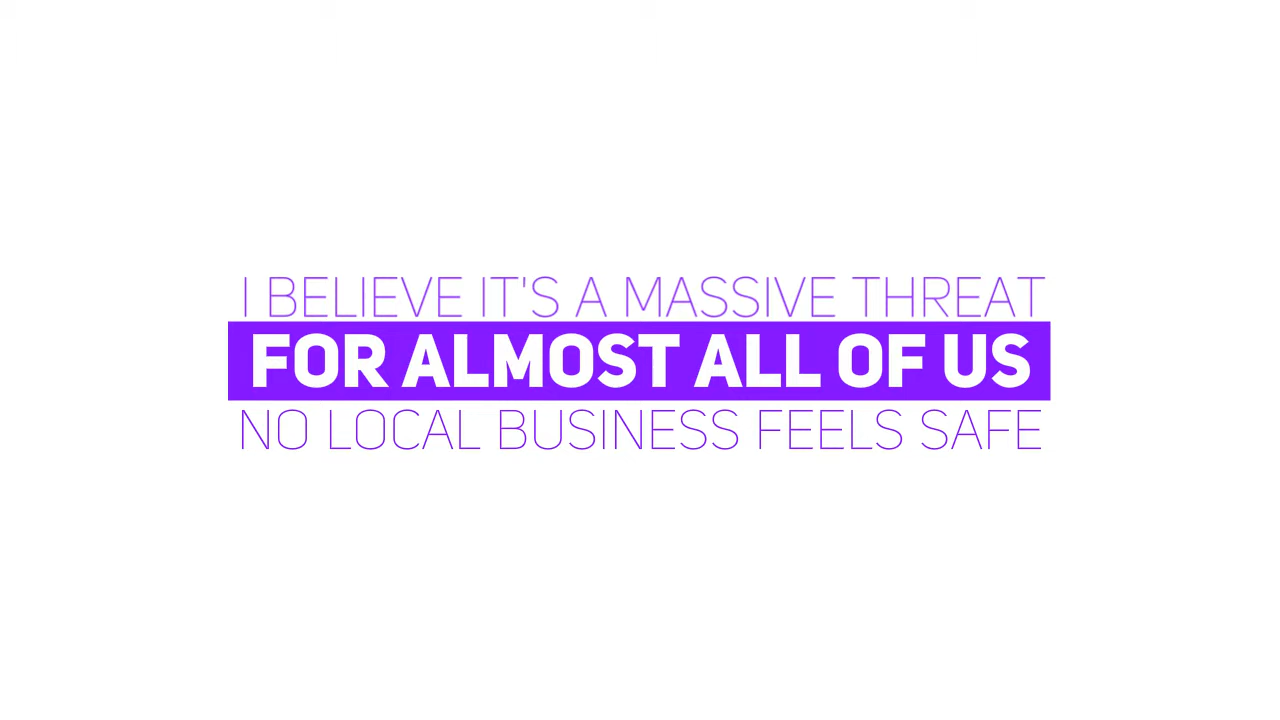 I BELIEVE IT'S A MASSIVE THREAT
FOR ALMOST ALL OF US
NO LOCAL BUSINESS FEELS SAFE